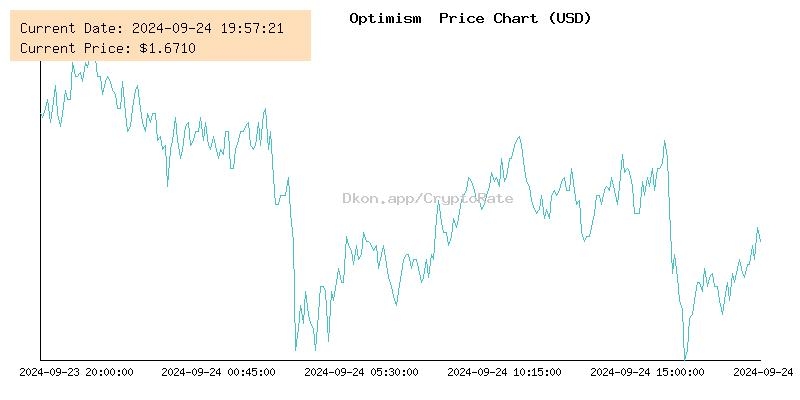 Optimism  Price Chart (USD)
Current Date: 2024-09-24 19:57:21
Current Price: $1.6710
Dkon.app/CryptoRate
2024-09-23 20:00:00 2024-09-24 00:45:00 2024-09-24 05:30:00 2024-09-24 10:15:00 2024-09-24 15:00:00 2024-09-24